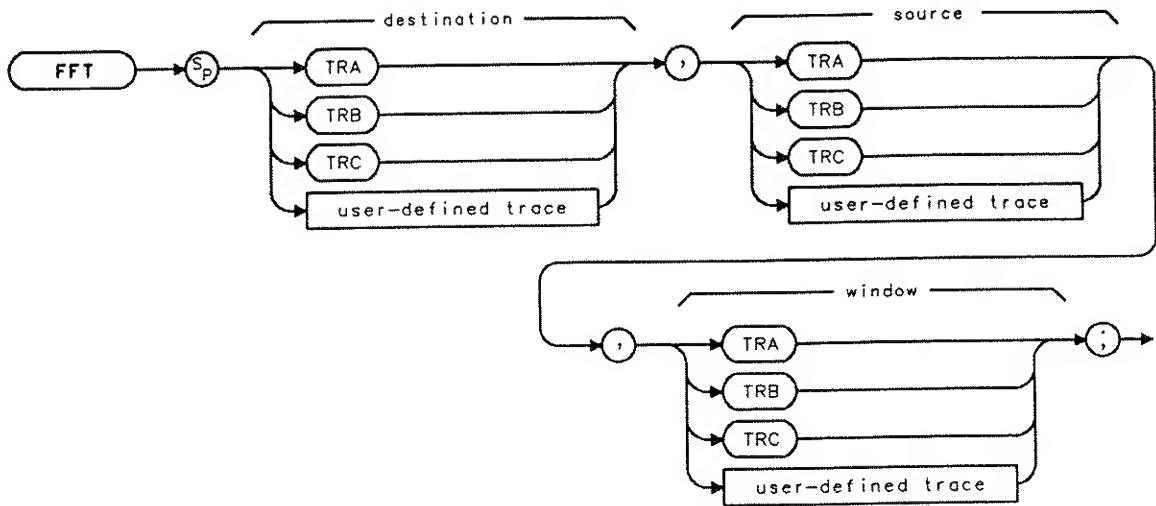 destination
source
FFT
SP
TRA
,
TRA
TRB
TRB
TRC
TRC
user-defined trace
user-defined trace
window
,
TRA
;
TRB
TRC
user-defined trace